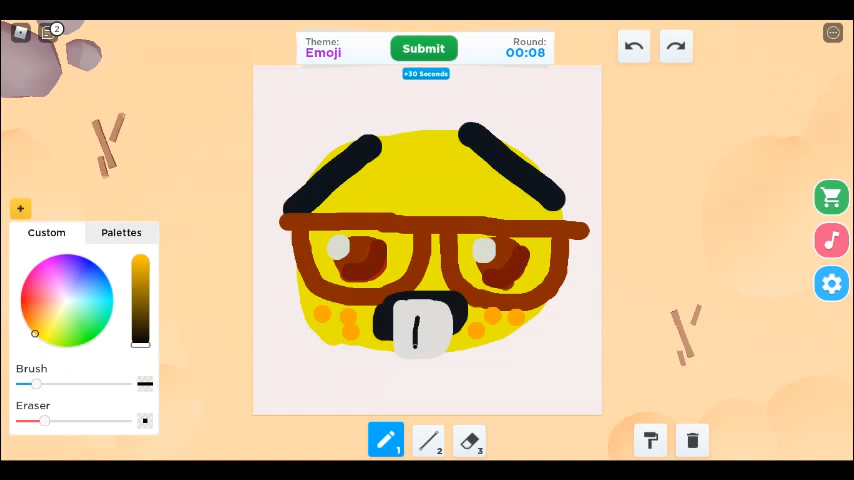 2
Theme:
Emoji
Submit
Round:
00:08
+30 Seconds
+
Custom
Palettes
Brush
Eraser
1
2
3